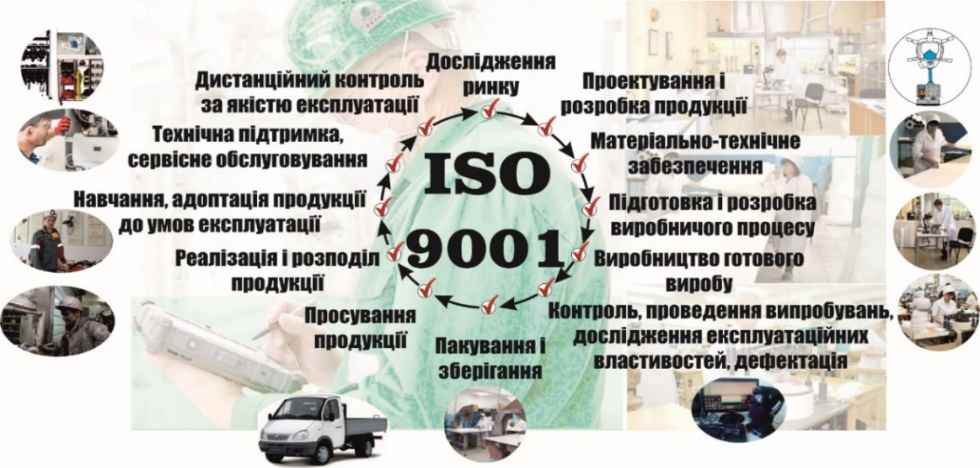 Дослідження
ринку
Проектування і
розробка продукції
Матеріально-технічне
забезпечення
Підготовка і розробка
виробничого процесу
Виробництво готового
виробу
Контроль, проведення випробувань,
дослідження експлуатаційних
властивостей, дефектація
Пакування і
зберігання
Просування
продукції
Реалізація і розподіл
продукції
Навчання, адоптація продукції
до умов експлуатації
Технічна підтримка,
сервісне обслуговування
Дистанційний контроль
за якістю експлуатації
ISO
9001